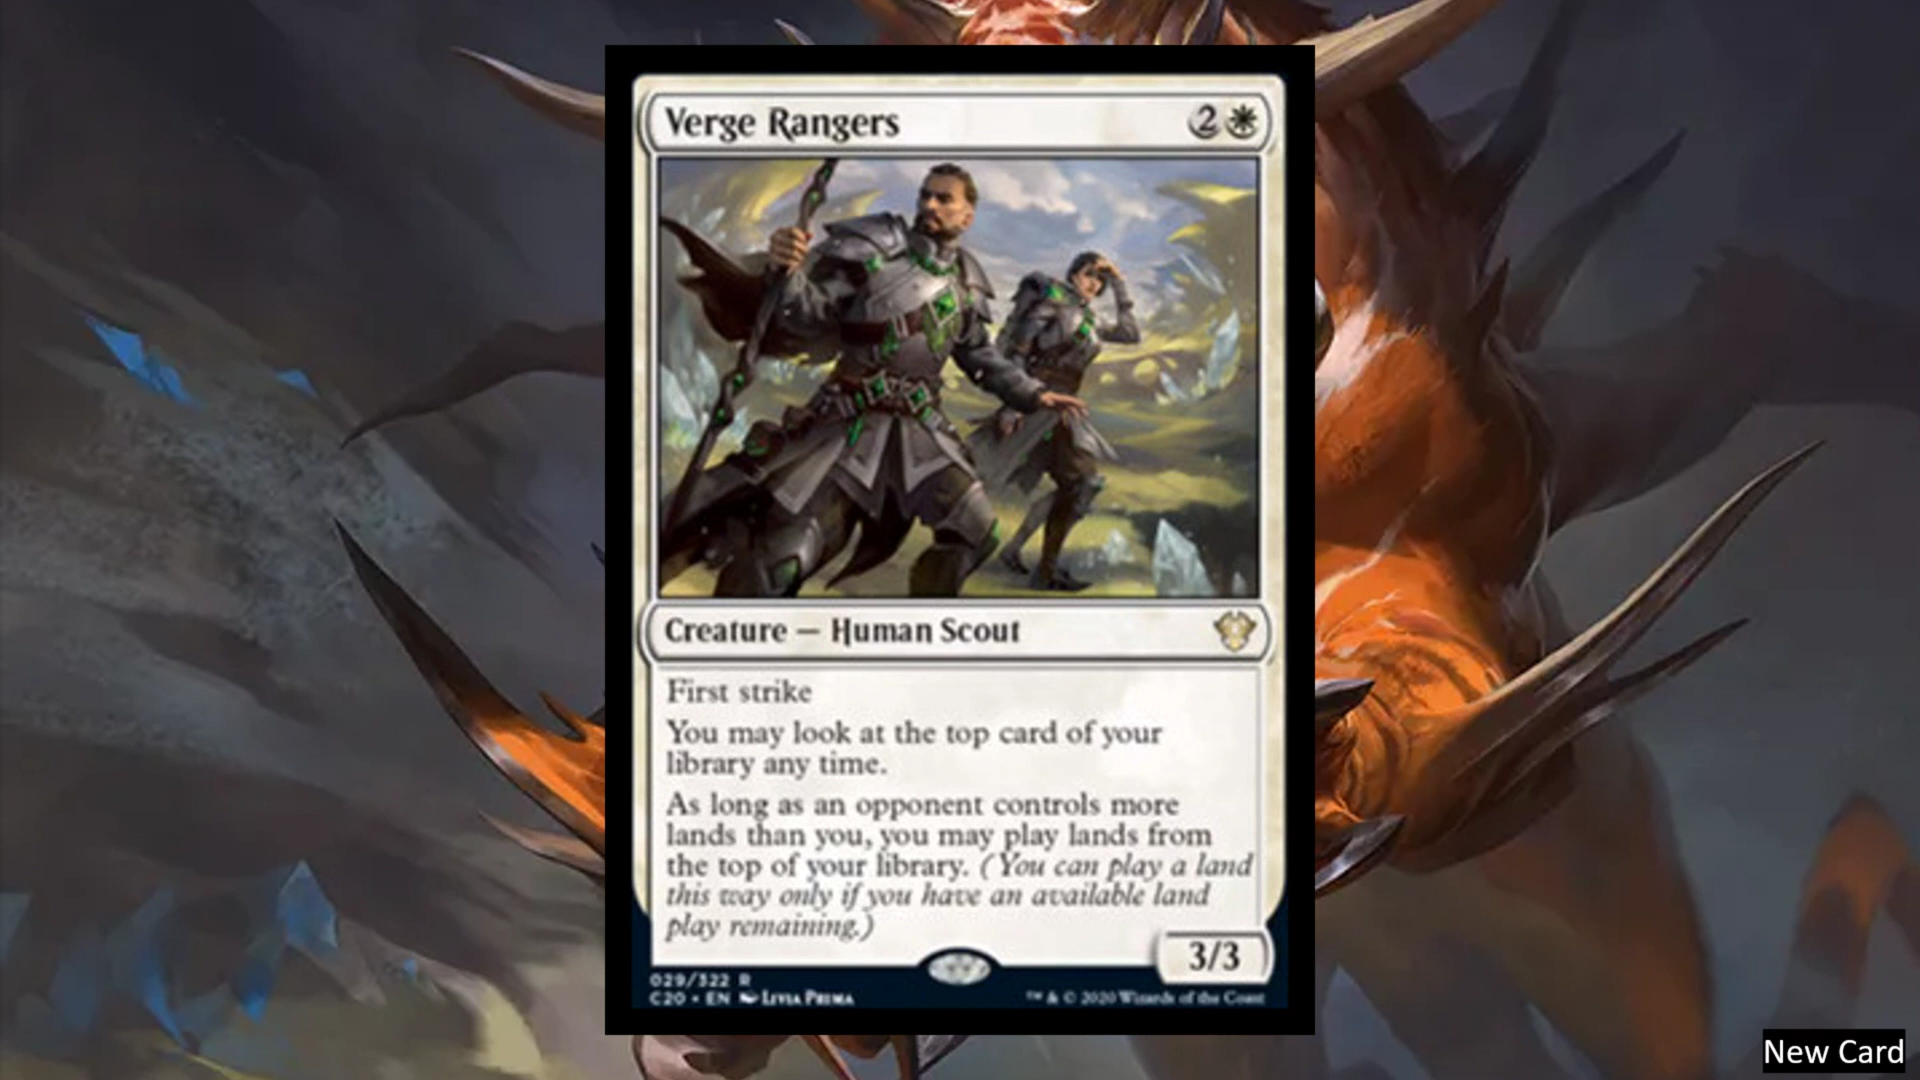 Verge Rangers
2
Creature — Human Scout
First strike
You may look at the top card of your
library any time.
As long as an opponent controls more
lands than you, you may play lands from
the top of your library. (You can play a land
this way only if you have an available land
play remaining.)
3/3
029/322 R
C20 • EN Livia Prima
™ & © 2020 Wizards of the Coast
New Card